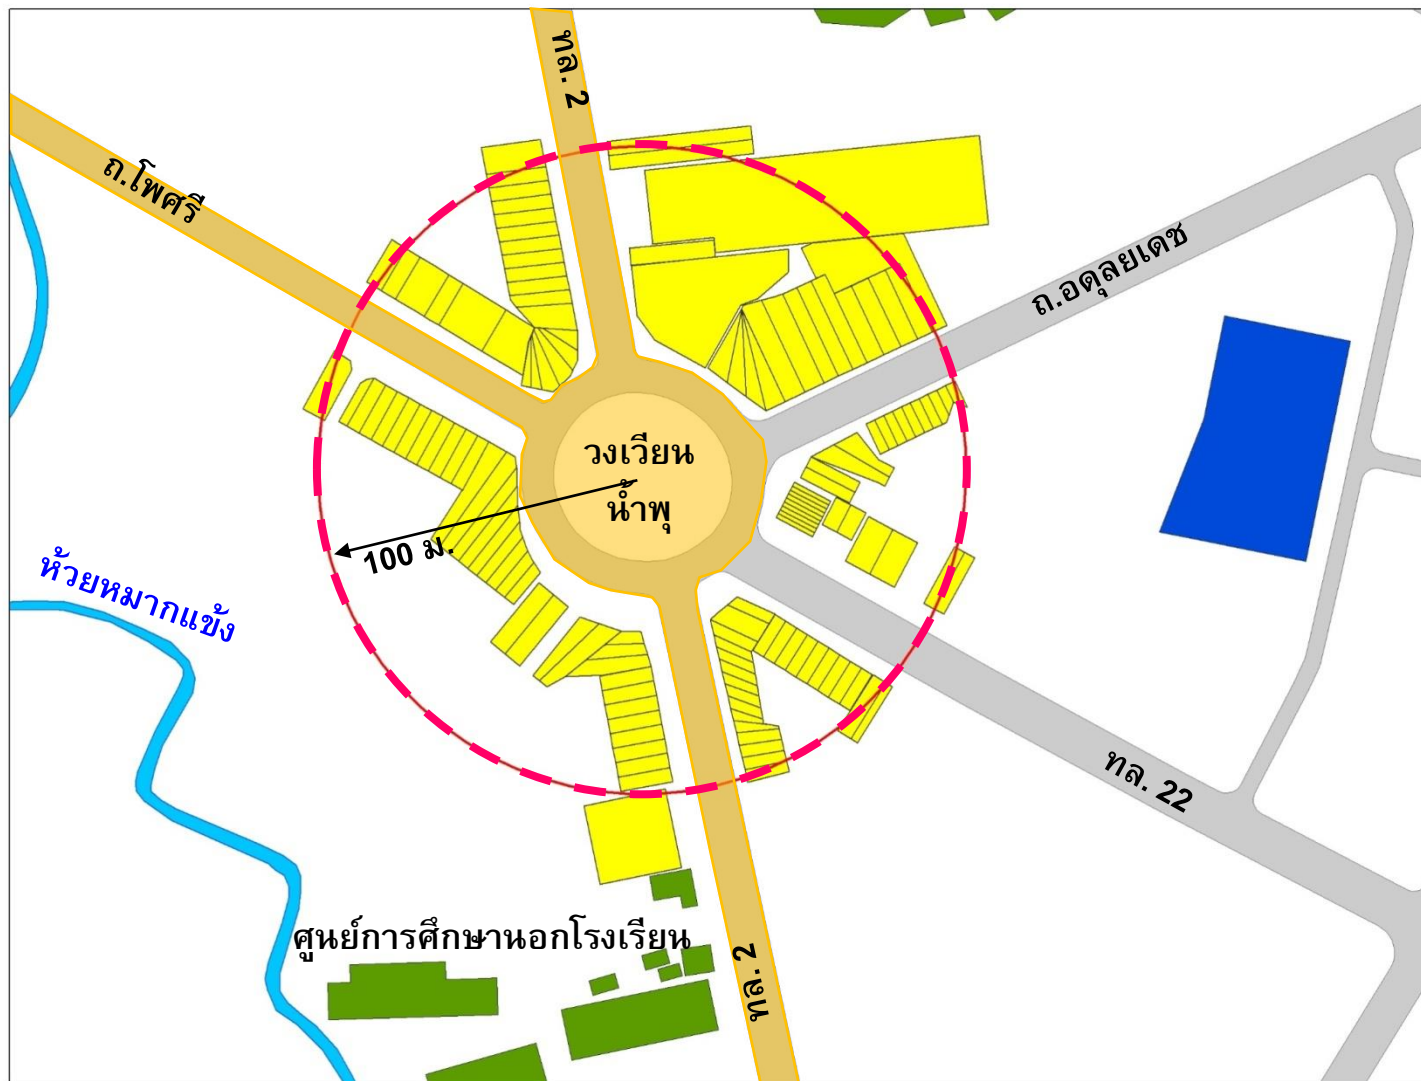 ทล. 2
ถ.โพศรี
ถ.อดุลยเดช
วงเวียน
น้ำพุ
100 ม.
ห้วยหมากแข้ง
ทล. 22
ศูนย์การศึกษานอกโรงเรียน
ทล. 2